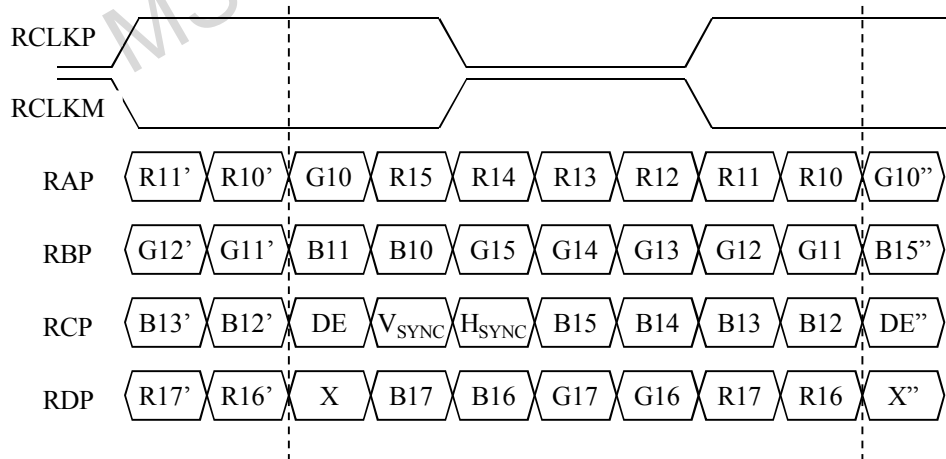 MS
RCLKP
RCLKM
RAP R11’ R10’ G10 R15 R14 R13 R12 R11 R10 G10”
RBP G12’ G11’ B11 B10 G15 G14 G13 G12 G11 B15”
RCP B13’ B12’ DE VSYNC HSYNC B15 B14 B13 B12 DE”
RDP R17’ R16’ X B17 B16 G17 G16 R17 R16 X”